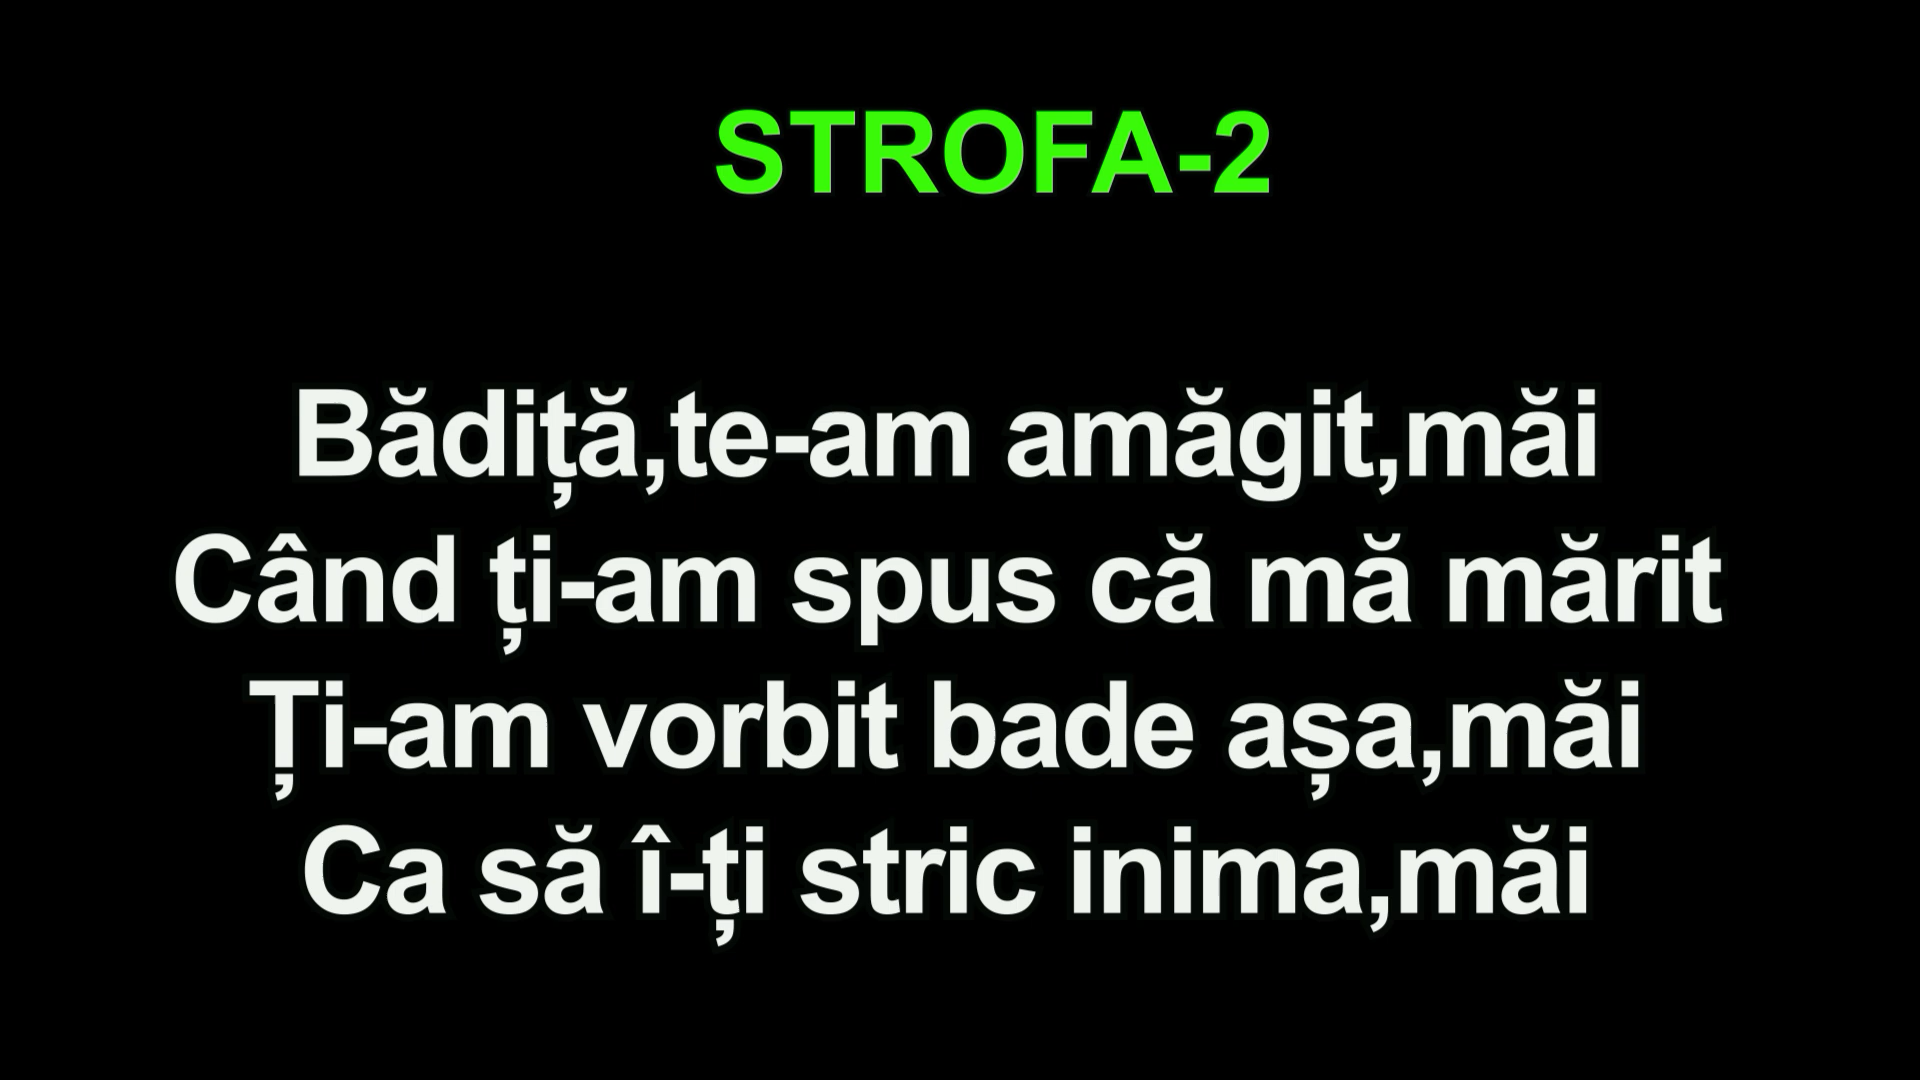 STROFA-2
Bădiță,te-am amăgit,măi
Când ți-am spus că mă mărit
Ți-am vorbit bade așa,măi
Ca să î-ți stric inima,măi